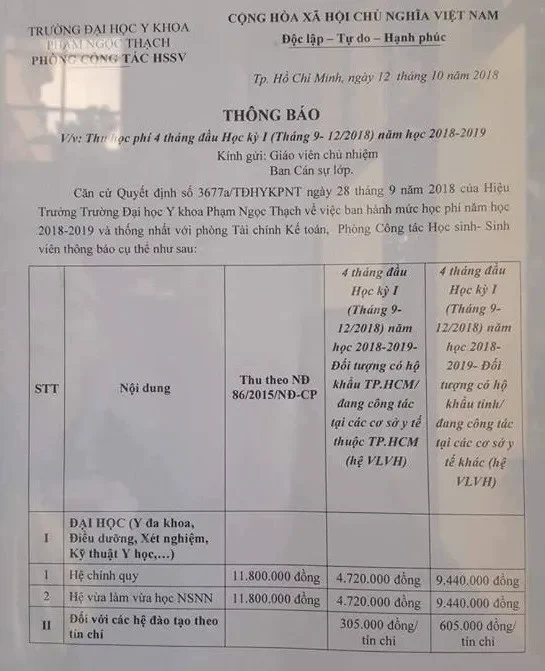 TRƯỜNG ĐẠI HỌC Y KHOA
PHẠM NGỌC THẠCH
PHÒNG CÔNG TÁC HSSV
CỘNG HÒA XÃ HỘI CHỦ NGHĨA VIỆT NAM
Độc lập – Tự do – Hạnh phúc
Tp. Hồ Chí Minh, ngày 12 tháng 10 năm 2018
THÔNG BÁO
V/v: Thu học phí 4 tháng đầu Học kỳ I (Tháng 9- 12/2018) năm học 2018-2019
Kính gửi: Giáo viên chủ nhiệm
Ban Cán sự lớp.
Căn cứ Quyết định số 3677a/TĐHYKPNT ngày 28 tháng 9 năm 2018 của Hiệu
Trưởng Trường Đại học Y khoa Phạm Ngọc Thạch về việc ban hành mức học phí năm học
2018-2019 và thống nhất với phòng Tài chính Kế toán, Phòng Công tác Học sinh- Sinh
viên thông báo cụ thể như sau:
STT
Nội dung
Thu theo NĐ
86/2015/NĐ-CP
4 tháng đầu
Học kỳ I
(Tháng 9-
12/2018) năm
học 2018-2019-
Đối tượng có hộ
khẩu TP.HCM/
đang công tác
tại các cơ sở y tế
thuộc TP.HCM
(hệ VLVH)
4 tháng đầu
Học kỳ I
(Tháng 9-
12/2018) năm
học 2018-
2019- Đối
tượng có hộ
khẩu tỉnh/
đang công tác
tại các cơ sở y
tế khác (hệ
VLVH)
I
ĐẠI HỌC (Y đa khoa,
Điều dưỡng, Xét nghiệm,
Kỹ thuật Y học,...)
1 Hệ chính quy 11.800.000 đồng 4.720.000 đồng 9.440.000 đồng
2 Hệ vừa làm vừa học NSNN 11.800.000 đồng 4.720.000 đồng 9.440.000 đồng
II
Đối với các hệ đào tạo theo
tín chỉ
305.000 đồng/
tín chỉ
605.000 đồng/
tín chỉ